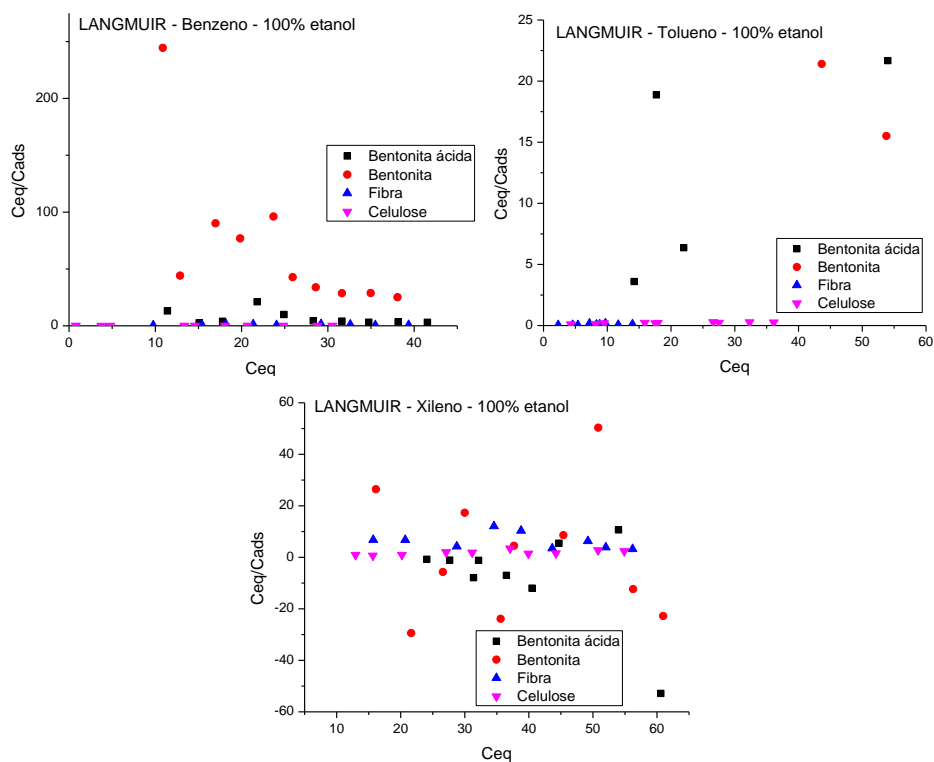 LANGMUIR - Benzeno - 100% etanol
200
100
0
Ceq/Cads
0 10 20 30 40
Ceq
Bentonita ácida
Bentonita
Fibra
Celulose
LANGMUIR - Tolueno - 100% etanol
25
20
15
10
5
0
Ceq/Cads
0 10 20 30 40 50 60
Ceq
Bentonita ácida
Bentonita
Fibra
Celulose
LANGMUIR - Xileno - 100% etanol
60
40
20
0
-20
-40
-60
Ceq/Cads
10 20 30 40 50 60
Ceq
Bentonita ácida
Bentonita
Fibra
Celulose